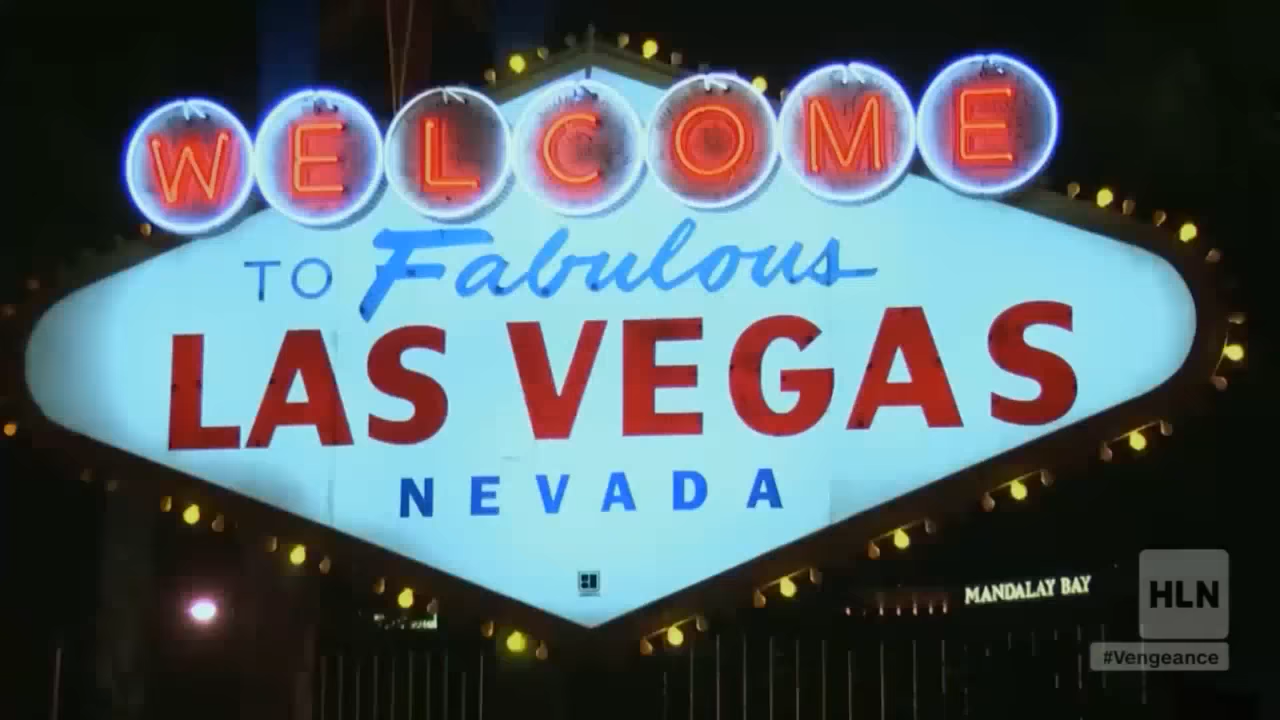 WELCOME
TO Fabulous
LAS VEGAS
NEVADA
MANDALAY BAY
HLN
#Vengeance